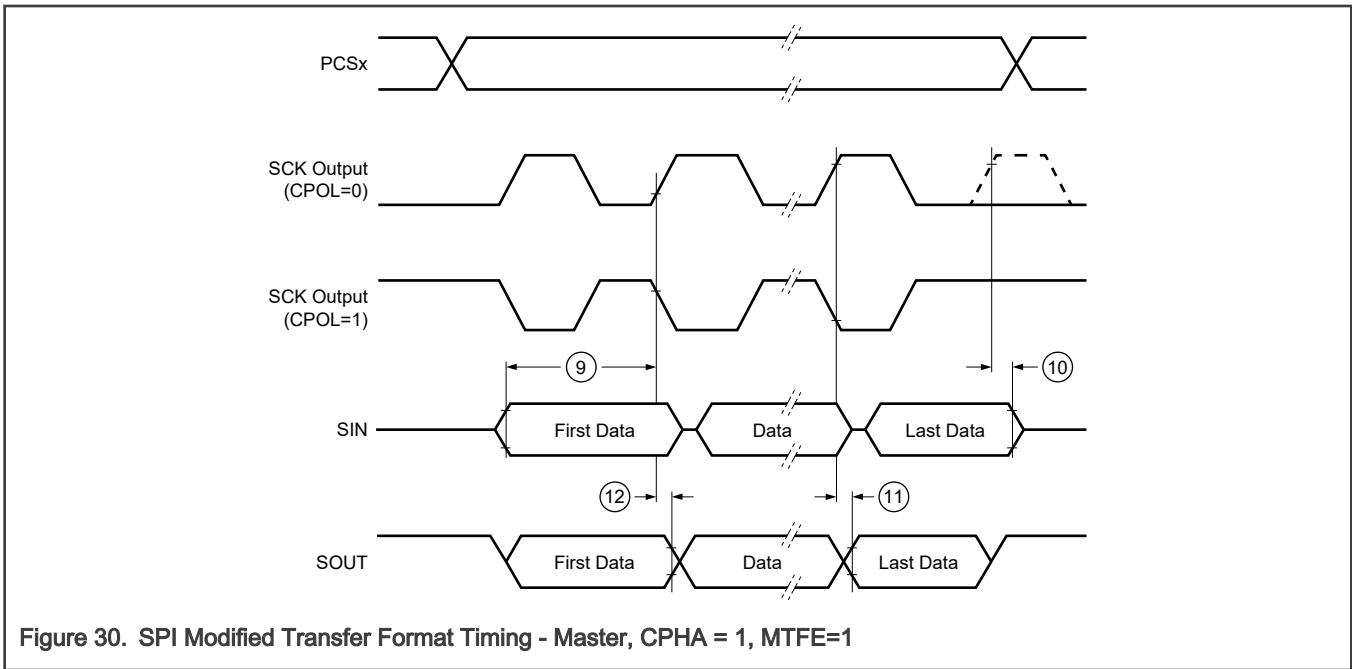 PCSx
SCK Output
(CPOL=0)
SCK Output
(CPOL=1)
9
10
SIN
First Data
Data
Last Data
12
11
SOUT
First Data
Data
Last Data
Figure 30. SPI Modified Transfer Format Timing - Master, CPHA = 1, MTFE=1